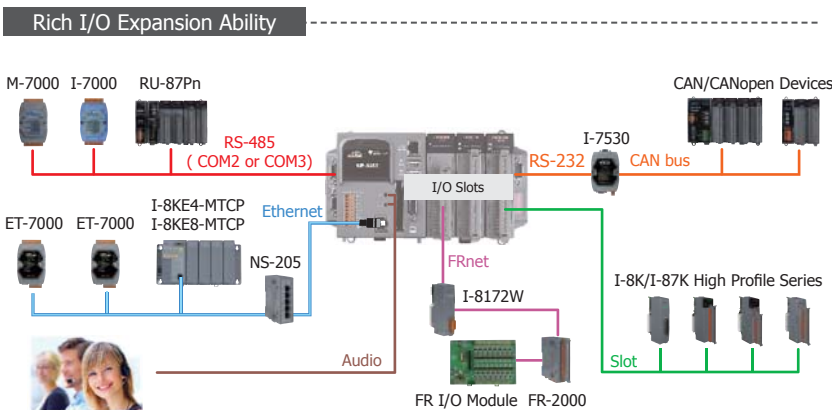 Rich I/O Expansion Ability
M-7000 I-7000 RU-87Pn
CAN/CANopen Devices
RS-485
( COM2 or COM3)
I-7530
RS-232
CAN bus
I/O Slots
ET-7000 ET-7000
I-8KE4-MTCP
I-8KE8-MTCP
Ethernet
NS-205
FRnet
I-8172W
I-8K/I-87K High Profile Series
Audio
Slot
FR I/O Module FR-2000